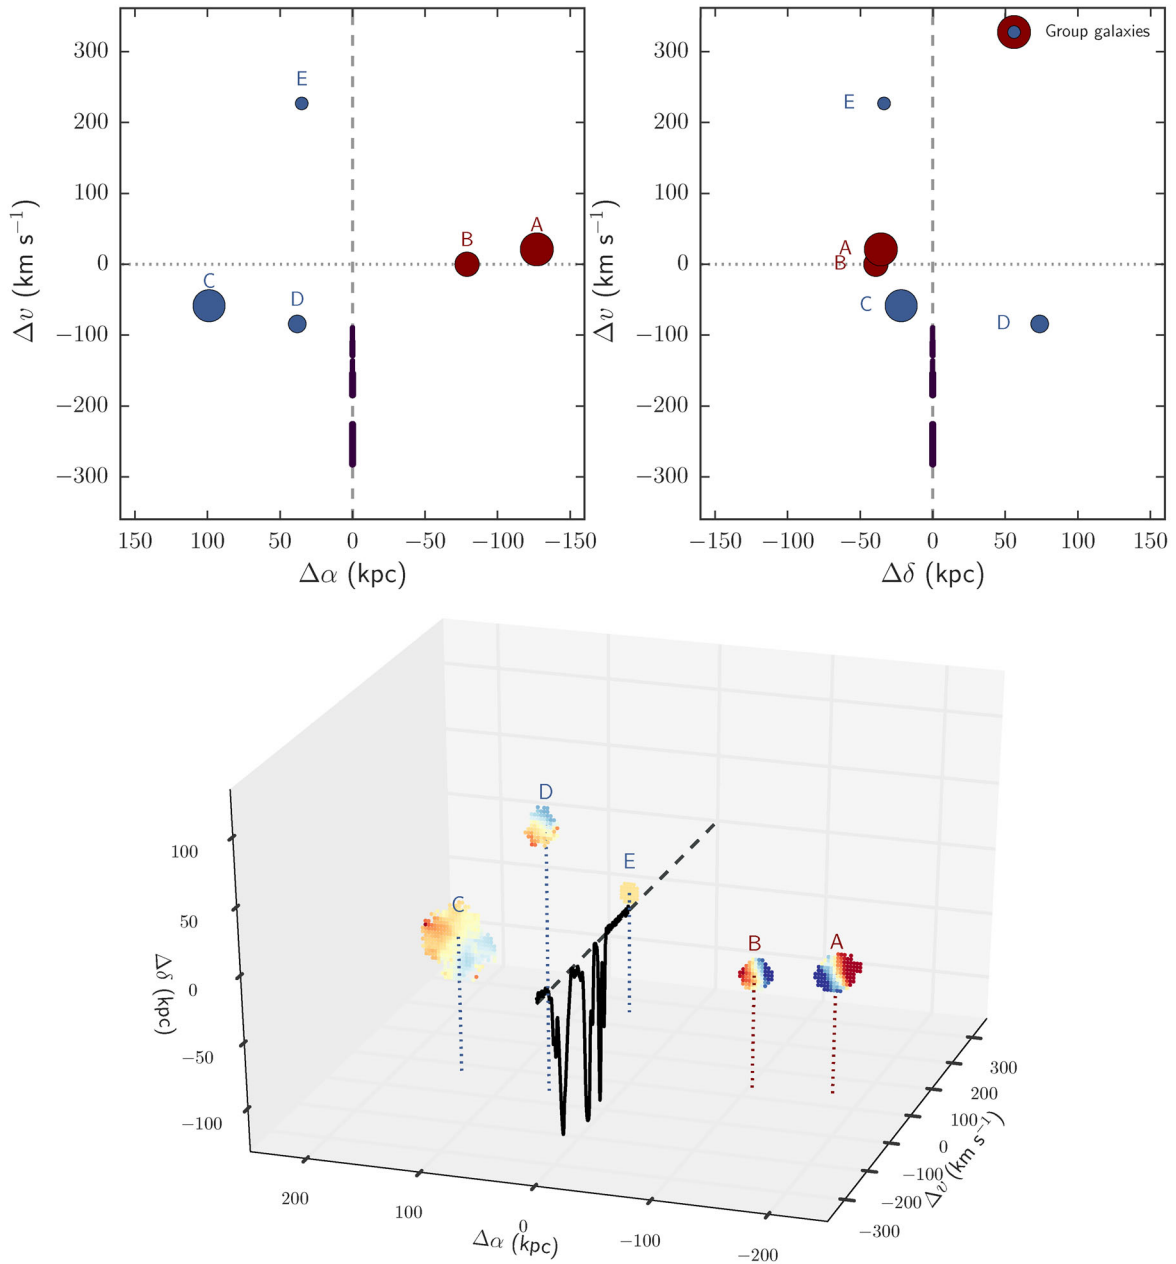 300
200
100
0
−100
−200
−300
Δv (km s−1)
E
B
A
C
D
150 100 50 0 −50 −100 −150
Δα (kpc)
300
200
100
0
−100
−200
−300
Δv (km s−1)
Group galaxies
E
A
B
C
D
−150 −100 −50 0 50 100 150
Δδ (kpc)
D
E
C
B
A
100
50
0
−50
−100
Δδ (kpc)
200
100
0
−100
−200
Δα (kpc)
300
200
100
0
−100
−200
−300
Δv (km s−1)